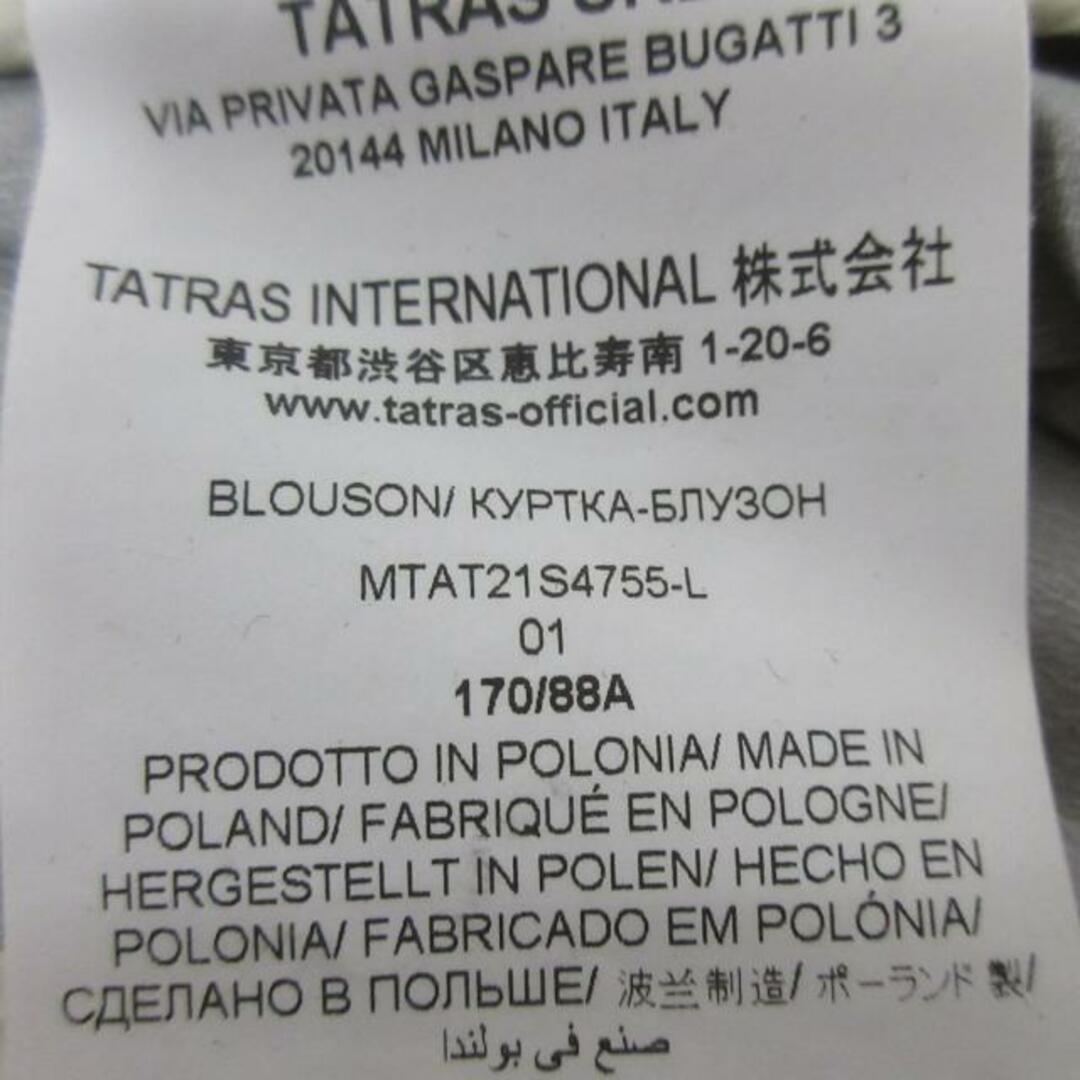 TATRAS
VIA PRIVATA GASPARE BUGATTI 3
20144 MILANO ITALY
TATRAS INTERNATIONAL 株式会社
東京都渋谷区恵比寿南 1-20-6
www.tatras-official.com
BLOUSON/ КУРТКА-БЛУЗОН
MTAT21S4755-L
01
170/88A
PRODOTTO IN POLONIA/ MADE IN
POLAND/ FABRIQUÉ EN POLOGNE/
HERGESTELLT IN POLEN/ HECHO EN
POLONIA/ FABRICADO EM POLÓNIA/
СДЕЛАНО В ПОЛЬШЕ/ 波兰制造/ ポーランド製/
صنع في بولندا